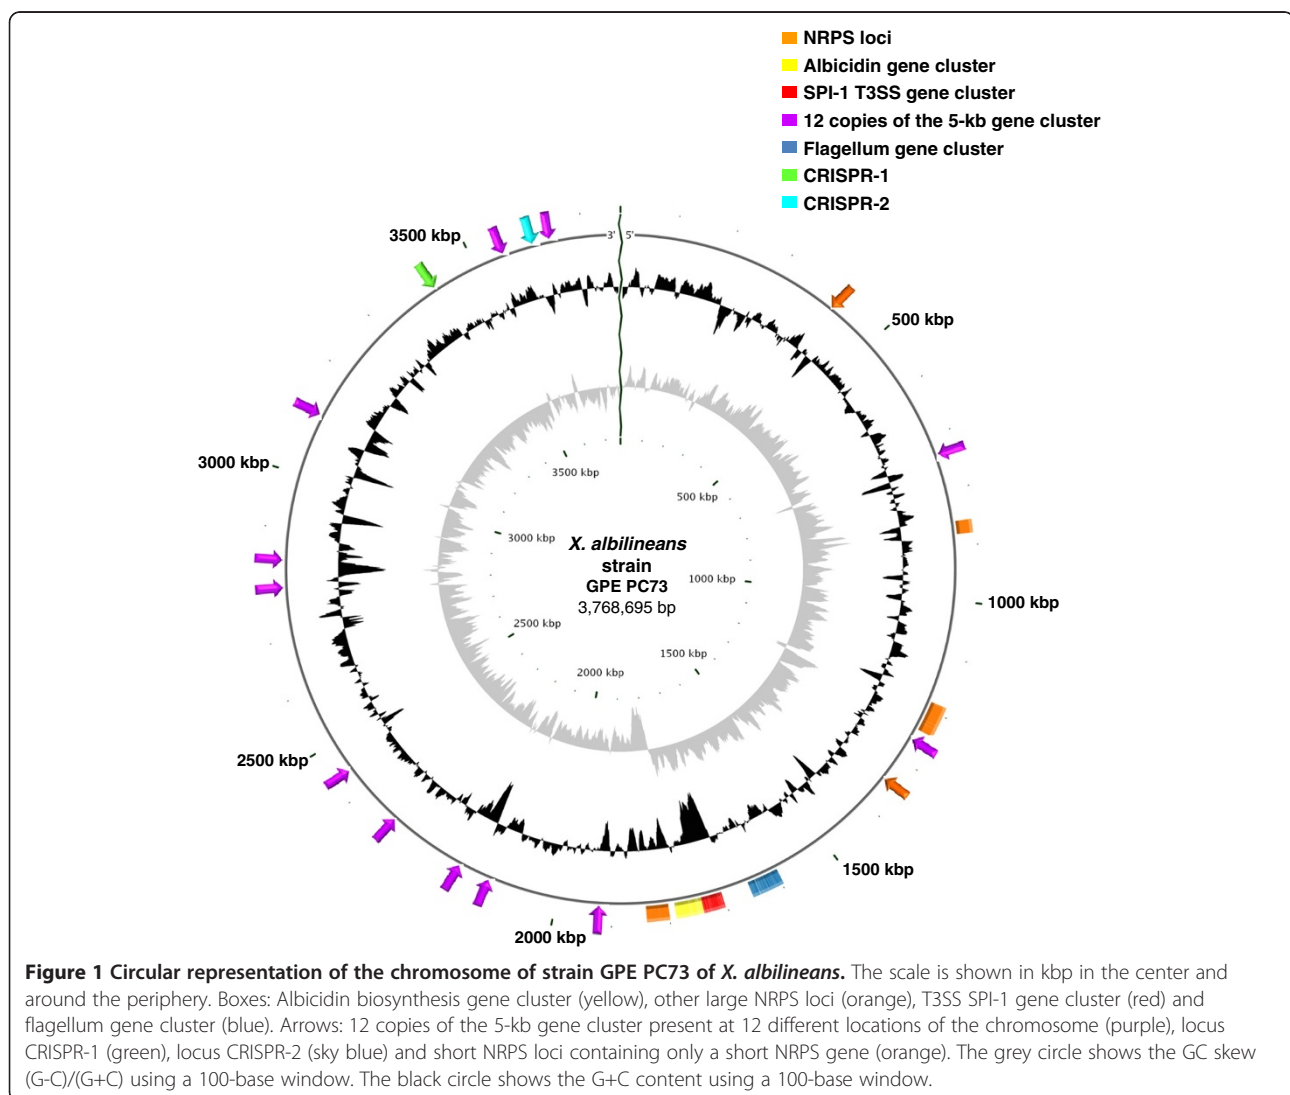 NRPS loci
Albicidin gene cluster
SPI-1 T3SS gene cluster
12 copies of the 5-kb gene cluster
Flagellum gene cluster
CRISPR-1
CRISPR-2
3500 kbp
3' 5'
500 kbp
3000 kbp
3500 kbp
500 kbp
3000 kbp
X. albilineans
strain
GPE PC73
3,768,695 bp
1000 kbp
1000 kbp
2500 kbp
1500 kbp
2000 kbp
2500 kbp
1500 kbp
2000 kbp
Figure 1 Circular representation of the chromosome of strain GPE PC73 of X. albilineans. The scale is shown in kbp in the center and
around the periphery. Boxes: Albicidin biosynthesis gene cluster (yellow), other large NRPS loci (orange), T3SS SPI-1 gene cluster (red) and
flagellum gene cluster (blue). Arrows: 12 copies of the 5-kb gene cluster present at 12 different locations of the chromosome (purple), locus
CRISPR-1 (green), locus CRISPR-2 (sky blue) and short NRPS loci containing only a short NRPS gene (orange). The grey circle shows the GC skew
(G-C)/(G+C) using a 100-base window. The black circle shows the G+C content using a 100-base window.